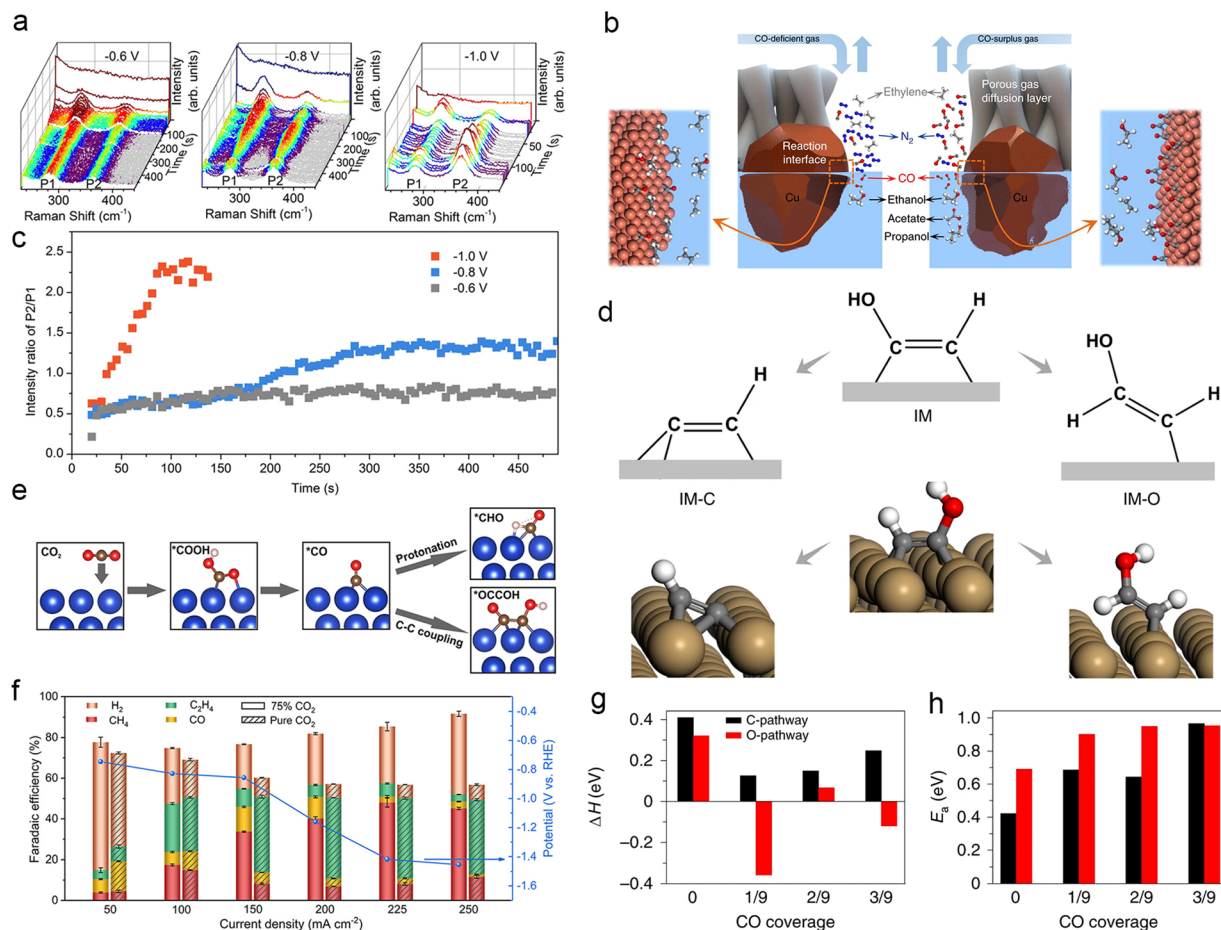 a
-0.6 V
-0.8 V
-1.0 V
Intensity
(arb. units)
Intensity
(arb. units)
Intensity
(arb. units)
100
200
300
400
Time (s)
100
200
300
400
Time (s)
50
100
Time (s)
P1
P2
P1
P2
P1
P2
300
400
300
400
300
400
Raman Shift (cm⁻¹)
Raman Shift (cm⁻¹)
Raman Shift (cm⁻¹)
b
CO-deficient gas
CO-surplus gas
Ethylene
Porous gas
diffusion layer
Reaction
interface
N₂
CO
Cu
Cu
Ethanol
Acetate
Propanol
c
Intensity ratio of P2/P1
2.5
2.0
1.5
1.0
0.5
0.0
-1.0 V
-0.8 V
-0.6 V
0
50
100
150
200
250
300
350
400
450
Time (s)
d
HO
H
C
C
IM
H
C
C
IM-C
HO
H
C
C
H
IM-O
e
CO₂
*COOH
*CO
Protonation
C-C coupling
*CHO
*OCCOH
f
Faradaic efficiency (%)
100
80
60
40
20
0
H₂
C₂H₄
75% CO₂
CH₄
CO
Pure CO₂
50
100
150
200
225
250
Current density (mA cm⁻²)
-0.4
-0.6
-0.8
-1.0
-1.2
-1.4
-1.6
Potential (V vs. RHE)
g
C-pathway
O-pathway
ΔH (eV)
0.4
0.2
0
–0.2
–0.4
0
1/9
2/9
3/9
CO coverage
h
Eₐ (eV)
1.0
0.8
0.6
0.4
0.2
0
0
1/9
2/9
3/9
CO coverage